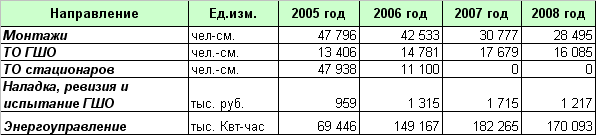 Направление Ед.изм. 2005 год 2006 год 2007 год 2008 год
Монтажи чел-см. 47 796 42 533 30 777 28 495
ТО ГШО чел.-см. 13 406 14 781 17 679 16 085
ТО стационаров чел.-см. 47 938 11 100 0 0
Наладка, ревизия и
испытание ГШО тыс. руб. 959 1 315 1 715 1 217
Энергоуправление тыс. Квт-час 69 446 149 167 182 265 170 093